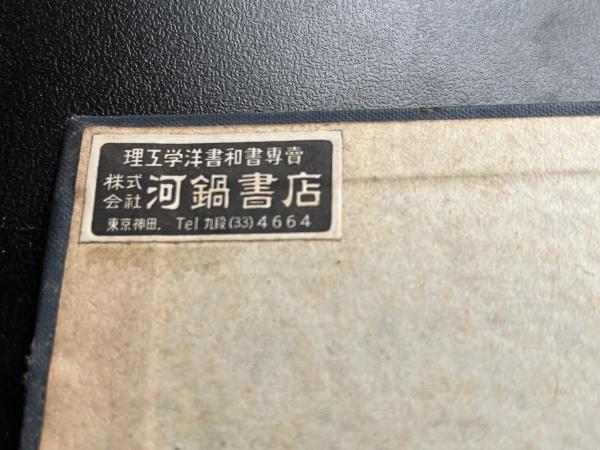 理工学洋書和書専賣
株式会社 河鍋書店
東京神田. Tel 九段(33)4664